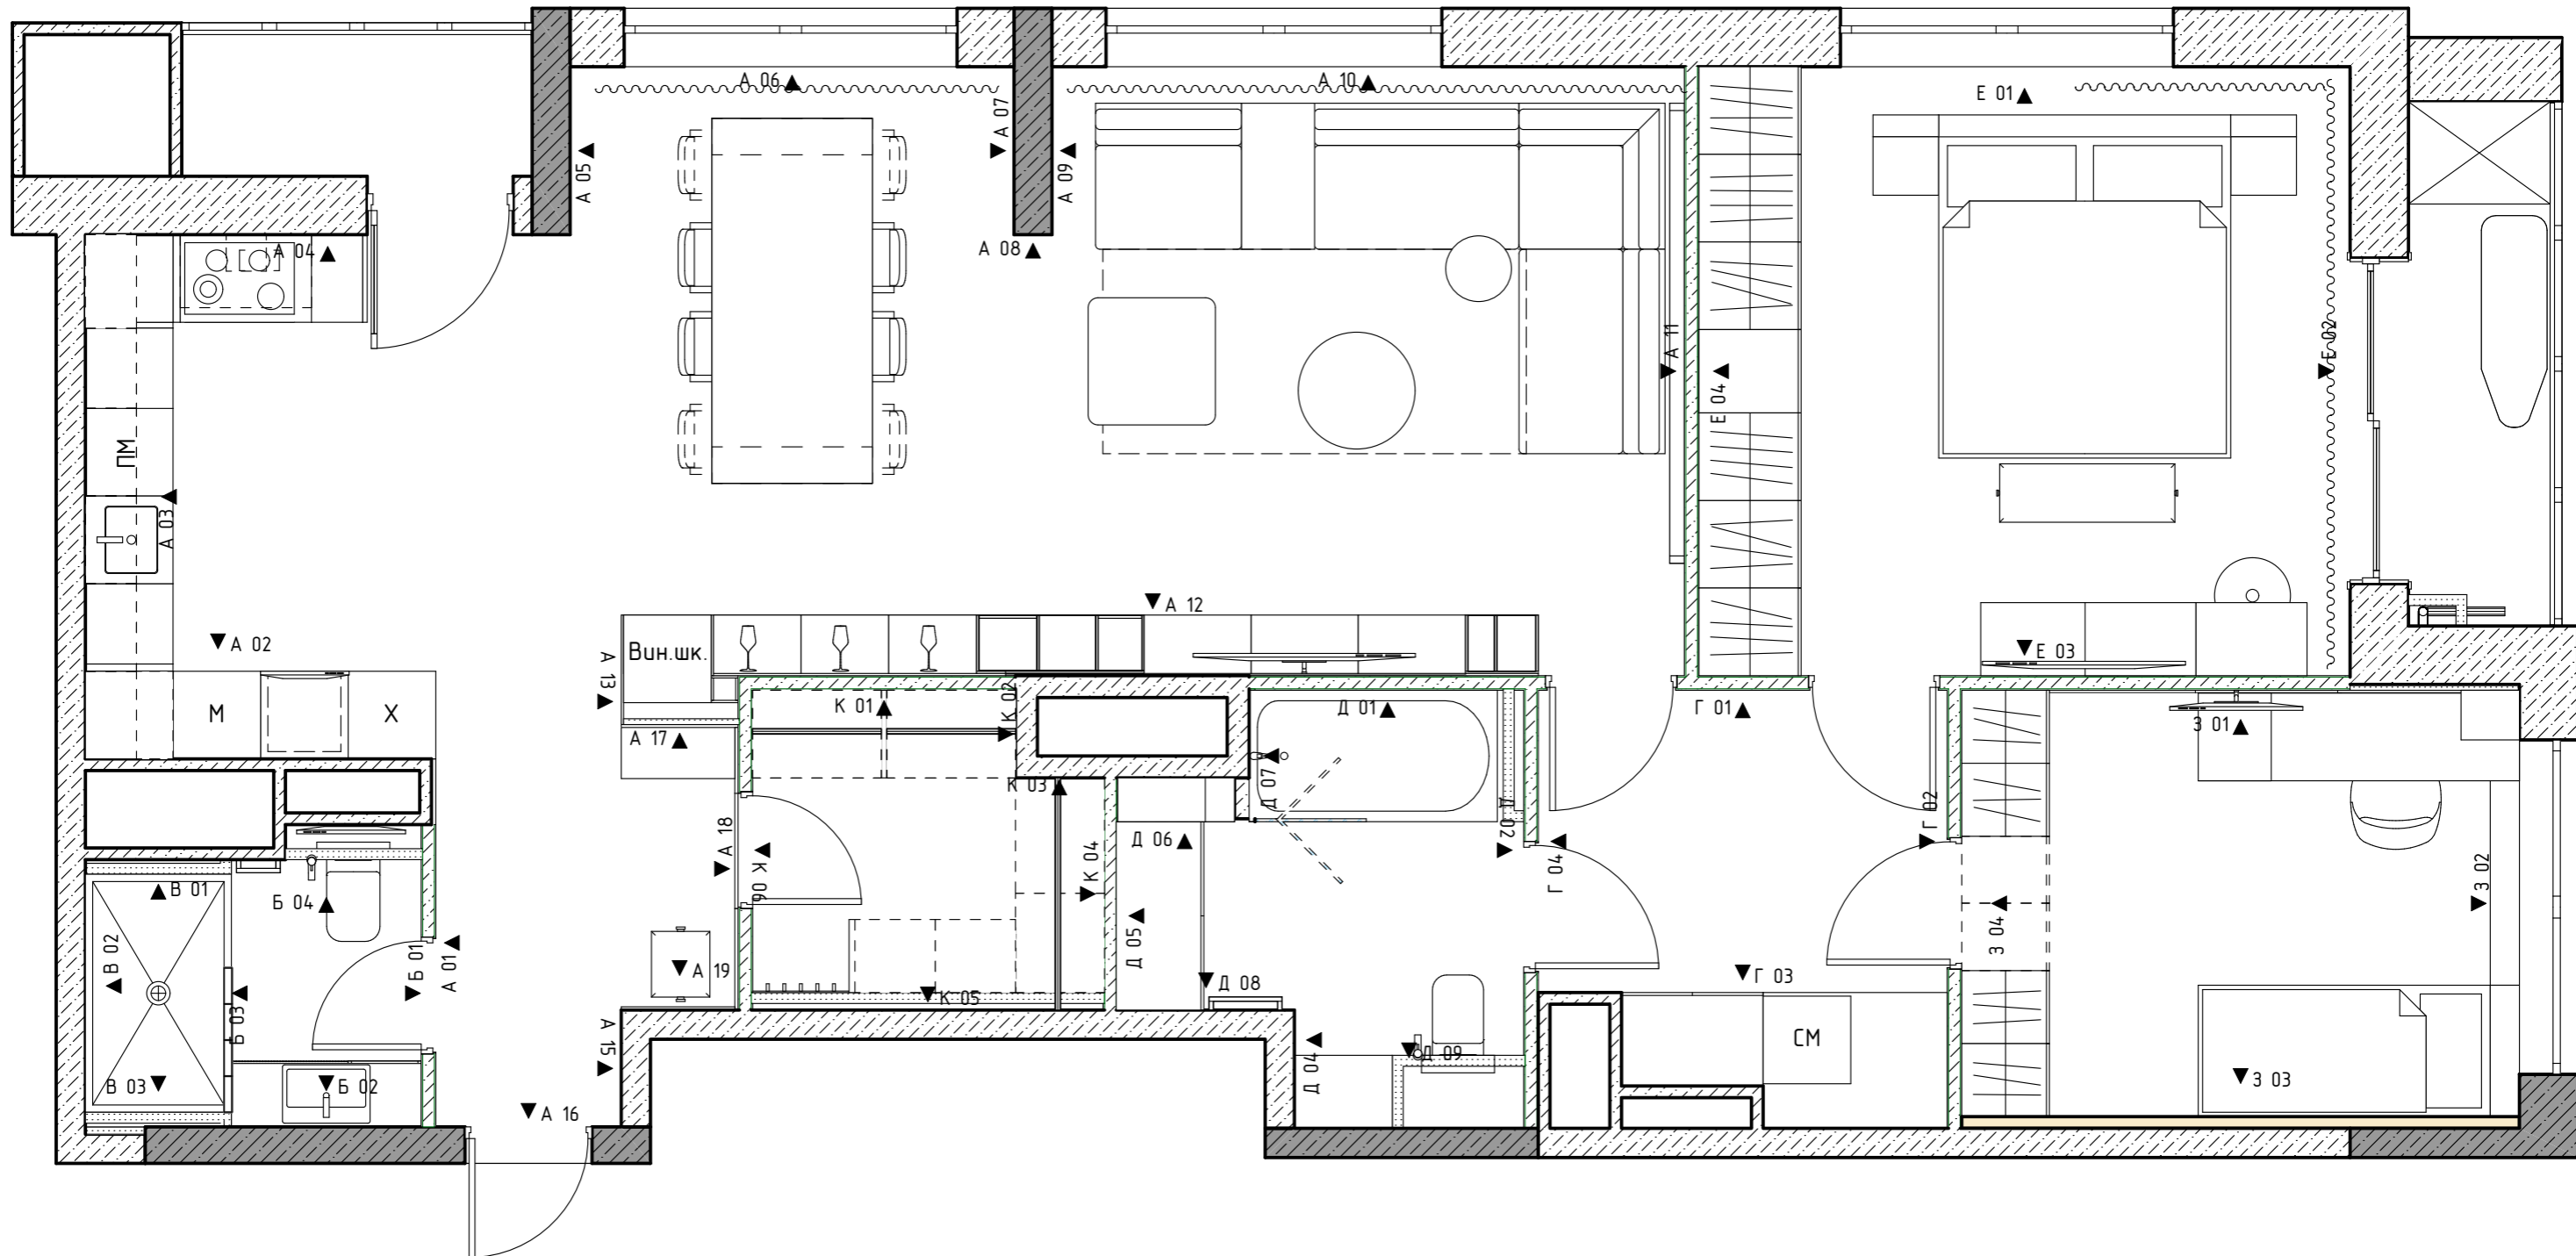 А 06
А 10
А 07
Е 01
А 05
А 09
А 04
А 08
А 11
Е 02
Е 04
ПМ
А 03
А 12
А 02
Вин.шк.
Е 03
А 13
К 02
М
Х
К 01
Д 01
Г 01
З 01
А 17
К 03
Д 07
Д 02
Г 02
А 18
Д 06
К 04
К 06
Г 04
З 02
В 01
Б 04
В 02
Б 01
А 01
Д 05
З 04
А 19
Г 03
Д 08
К 05
Б 03
А 15
СМ
Д 09
Д 04
З 03
В 03
Б 02
А 16